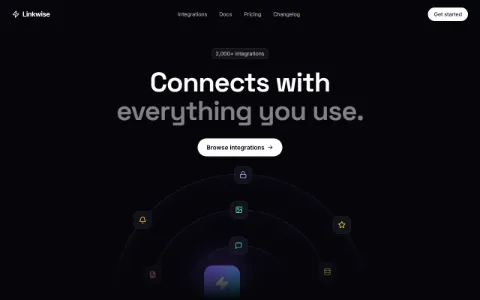 Linkwise
Integrations
Docs
Pricing
Changelog
Get started
2,000+ integrations
Connects with
everything you use.
Browse integrations →